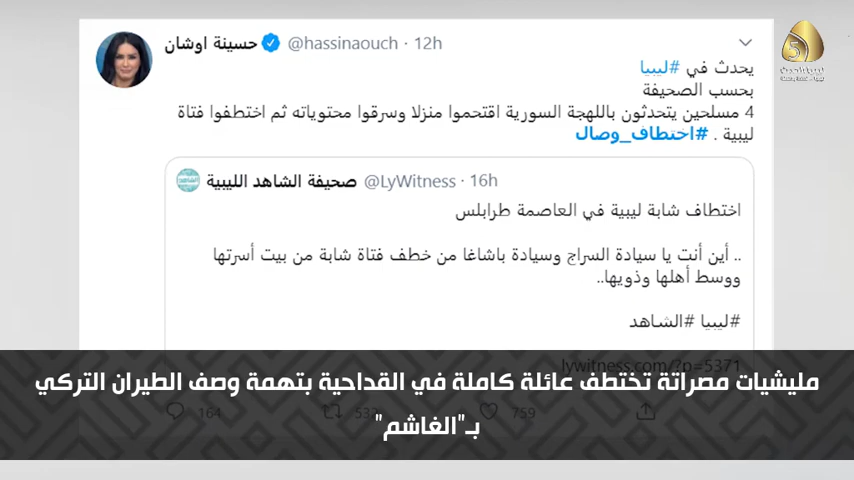 حسينة اوشان @hassinaouch · 12h
يحدث في #ليبيا
بحسب الصحيفة
4 مسلحين يتحدثون باللهجة السورية اقتحموا منزلا وسرقوا محتوياته ثم اختطفوا فتاة
ليبية . #اختطاف_وصال
صحيفة الشاهد الليبية @LyWitness · 16h
اختطاف شابة ليبية في العاصمة طرابلس
.. أين أنت يا سيادة السراج وسيادة باشاغا من خطف فتاة شابة من بيت أسرتها
ووسط أهلها وذويها..
#ليبيا #الشاهد
lywitness.com/?p=5371
مليشيات مصراتة تختطف عائلة كاملة في القداحية بتهمة وصف الطيران التركي
بـ"الغاشم"
164 532 759